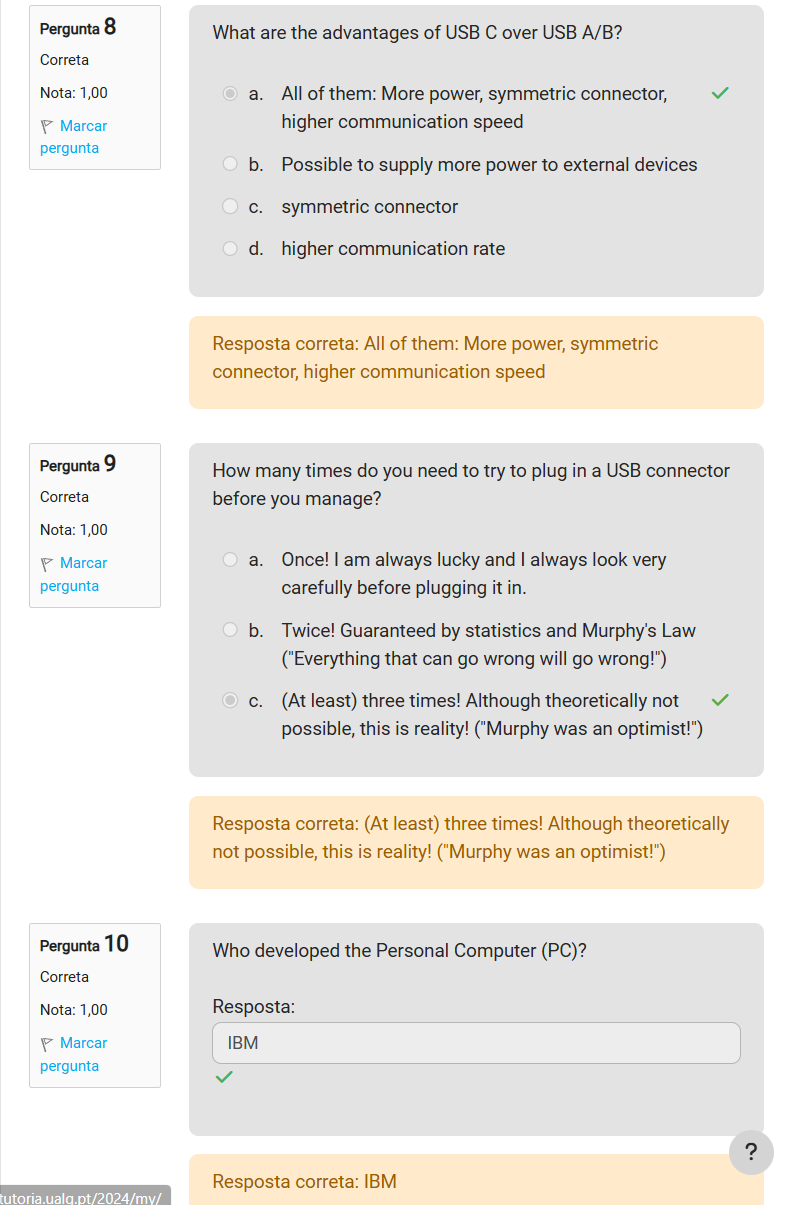 Pergunta 8
Correta
Nota: 1,00
Marcar
pergunta
What are the advantages of USB C over USB A/B?
a. All of them: More power, symmetric connector,
higher communication speed
b. Possible to supply more power to external devices
c. symmetric connector
d. higher communication rate
Resposta correta: All of them: More power, symmetric
connector, higher communication speed
Pergunta 9
Correta
Nota: 1,00
Marcar
pergunta
How many times do you need to try to plug in a USB connector
before you manage?
a. Once! I am always lucky and I always look very
carefully before plugging it in.
b. Twice! Guaranteed by statistics and Murphy's Law
("Everything that can go wrong will go wrong!")
c. (At least) three times! Although theoretically not
possible, this is reality! ("Murphy was an optimist!")
Resposta correta: (At least) three times! Although theoretically
not possible, this is reality! ("Murphy was an optimist!")
Pergunta 10
Correta
Nota: 1,00
Marcar
pergunta
Who developed the Personal Computer (PC)?
Resposta:
IBM
?
Resposta correta: IBM
tutoria.ualg.pt/2024/my/